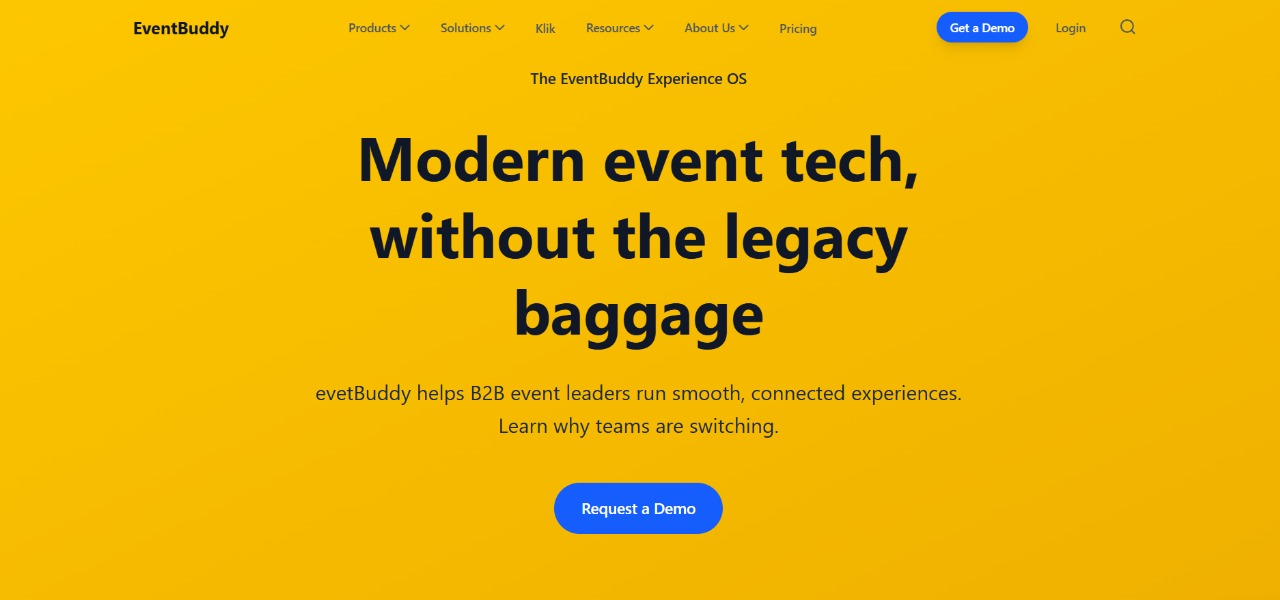 EventBuddy
Products
Solutions
Klik
Resources
About Us
Pricing
Get a Demo
Login
The EventBuddy Experience OS
Modern event tech,
without the legacy
baggage
evetBuddy helps B2B event leaders run smooth, connected experiences.
Learn why teams are switching.
Request a Demo